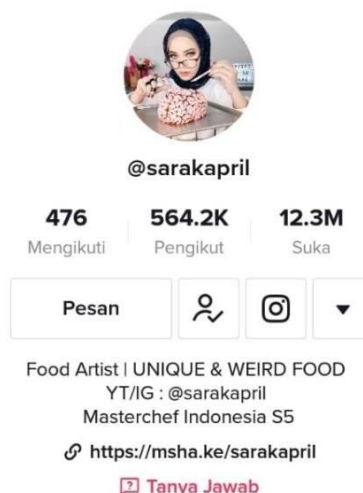 @sarakapril
476
564.2K
12.3M
Mengikuti
Pengikut
Suka
Pesan
Food Artist | UNIQUE & WEIRD FOOD
YT/IG : @sarakapril
Masterchef Indonesia S5
https://msha.ke/sarakapril
Tanya Jawab